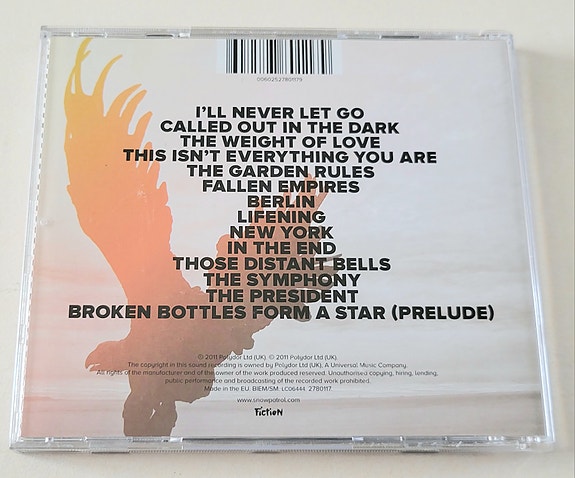 00602527801179
I'LL NEVER LET GO
CALLED OUT IN THE DARK
THE WEIGHT OF LOVE
THIS ISN'T EVERYTHING YOU ARE
THE GARDEN RULES
FALLEN EMPIRES
BERLIN
LIFENING
NEW YORK
IN THE END
THOSE DISTANT BELLS
THE SYMPHONY
THE PRESIDENT
BROKEN BOTTLES FORM A STAR (PRELUDE)
℗ 2011 Polydor Ltd (UK). © 2011 Polydor Ltd (UK).
The copyright in this sound recording is owned by Polydor Ltd (UK). A Universal Music Company.
All rights of the manufacturer and of the owner of the work produced reserved. Unauthorised copying, hiring, lending,
public performance and broadcasting of the recorded work prohibited.
Made in the EU. BIEM/SM. LC06444. 2780117.
www.snowpatrol.com
Fiction